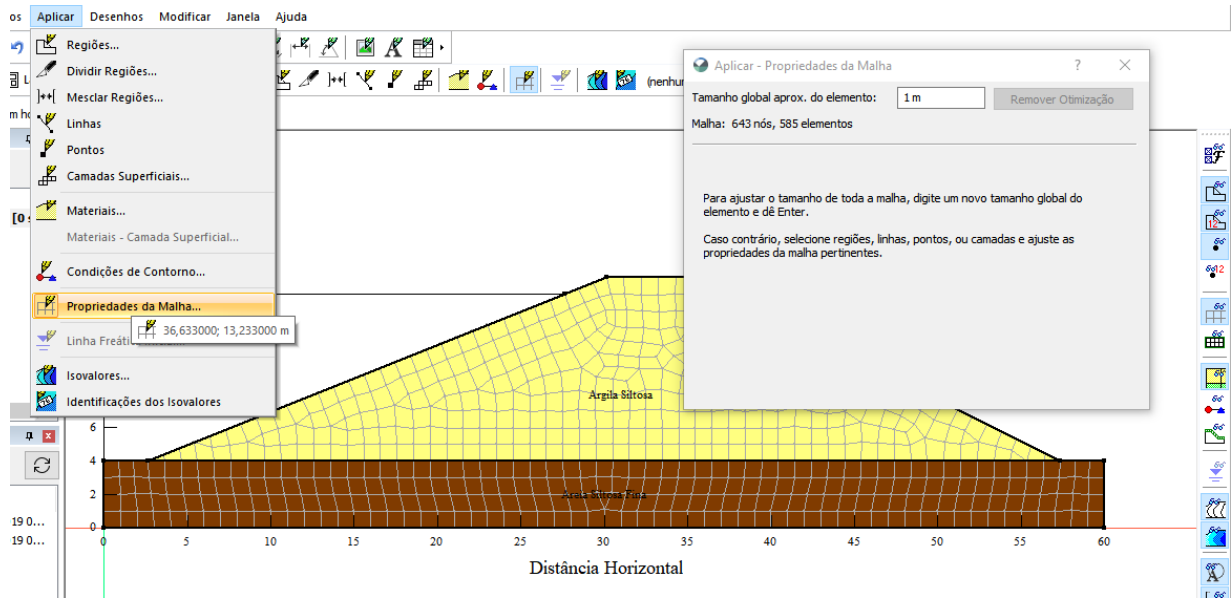 os Aplicar Desenhos Modificar Janela Ajuda
Regiões...
Dividir Regiões...
Mesclar Regiões...
Linhas
Pontos
Camadas Superficiais...
Materiais...
Materiais - Camada Superficial...
Condições de Contorno...
Propriedades da Malha...
36,633000; 13,233000 m
Linha Freáti
Isovalores...
Identificações dos Isovalores
(nenhu
m h
[0
Aplicar - Propriedades da Malha ? ×
Tamanho global aprox. do elemento: 1 m Remover Otimização
Malha: 643 nós, 585 elementos
Para ajustar o tamanho de toda a malha, digite um novo tamanho global do
elemento e dê Enter.
Caso contrário, selecione regiões, linhas, pontos, ou camadas e ajuste as
propriedades da malha pertinentes.
Argila Siltosa
Areia Siltosa Fina
6
4
2
0
19 0...
19 0...
0 5 10 15 20 25 30 35 40 45 50 55 60
Distância Horizontal